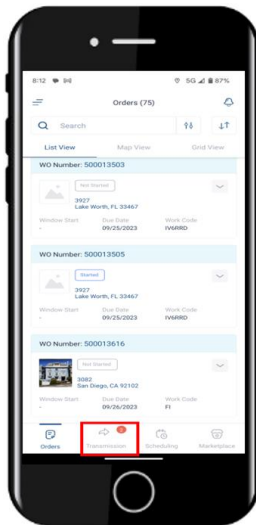 8:12 5G 87%
Orders (75)
Search
List View Map View Grid View
WO Number: 500013503
Not Started
3927
Lake Worth, FL 33467
Window Start Due Date Work Code
- 09/25/2023 IV6RRD
WO Number: 500013505
Started
3927
Lake Worth, FL 33467
Window Start Due Date Work Code
- 09/25/2023 IV6RRD
WO Number: 500013616
Not Started
3082
San Diego, CA 92102
Window Start Due Date Work Code
- 09/26/2023 FI
Orders Transmission Scheduling Marketplace